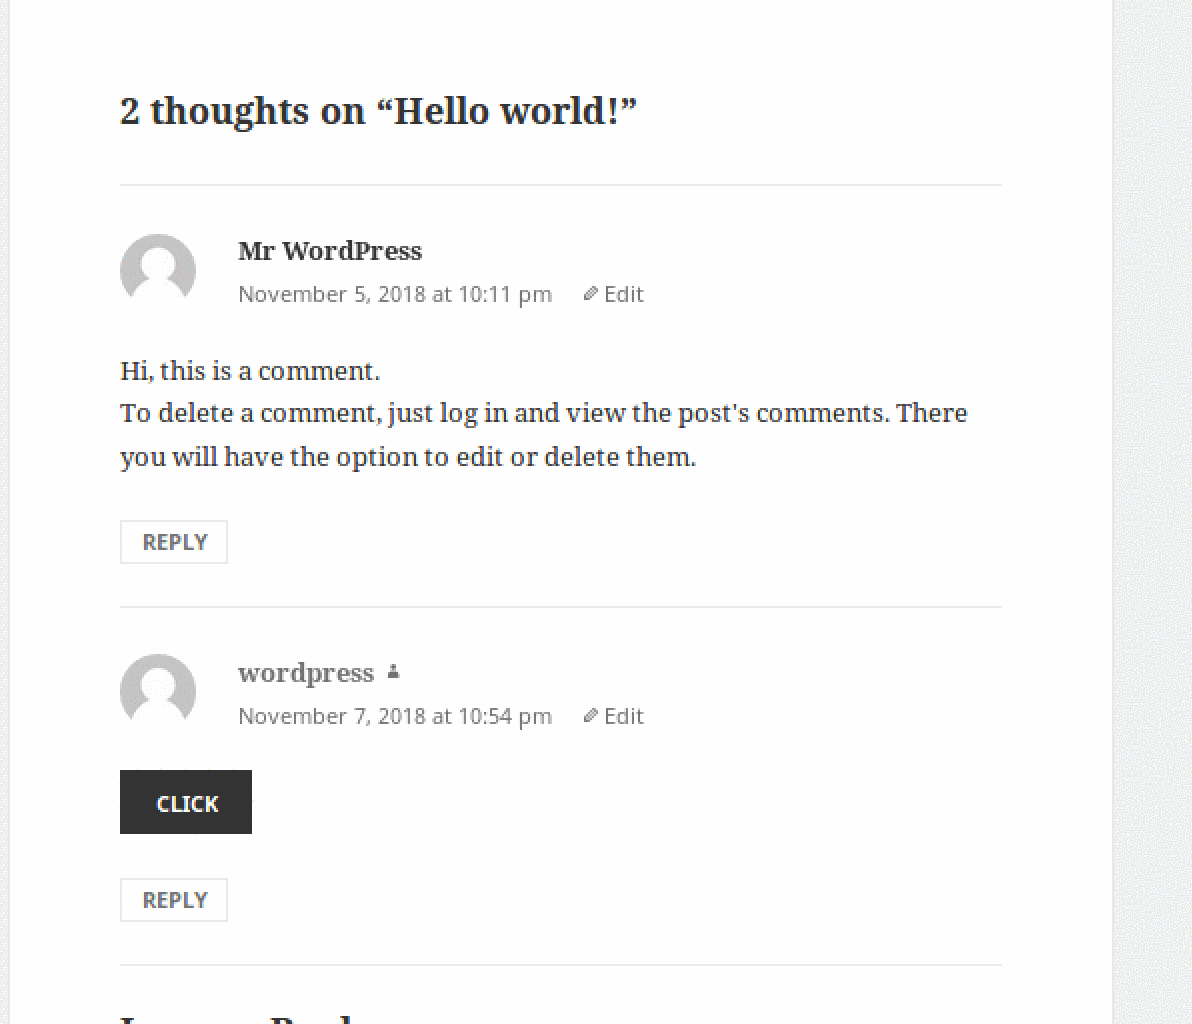 2 thoughts on “Hello world!”
Mr WordPress
November 5, 2018 at 10:11 pm Edit
Hi, this is a comment.
To delete a comment, just log in and view the post's comments. There
you will have the option to edit or delete them.
REPLY
wordpress
November 7, 2018 at 10:54 pm Edit
CLICK
REPLY